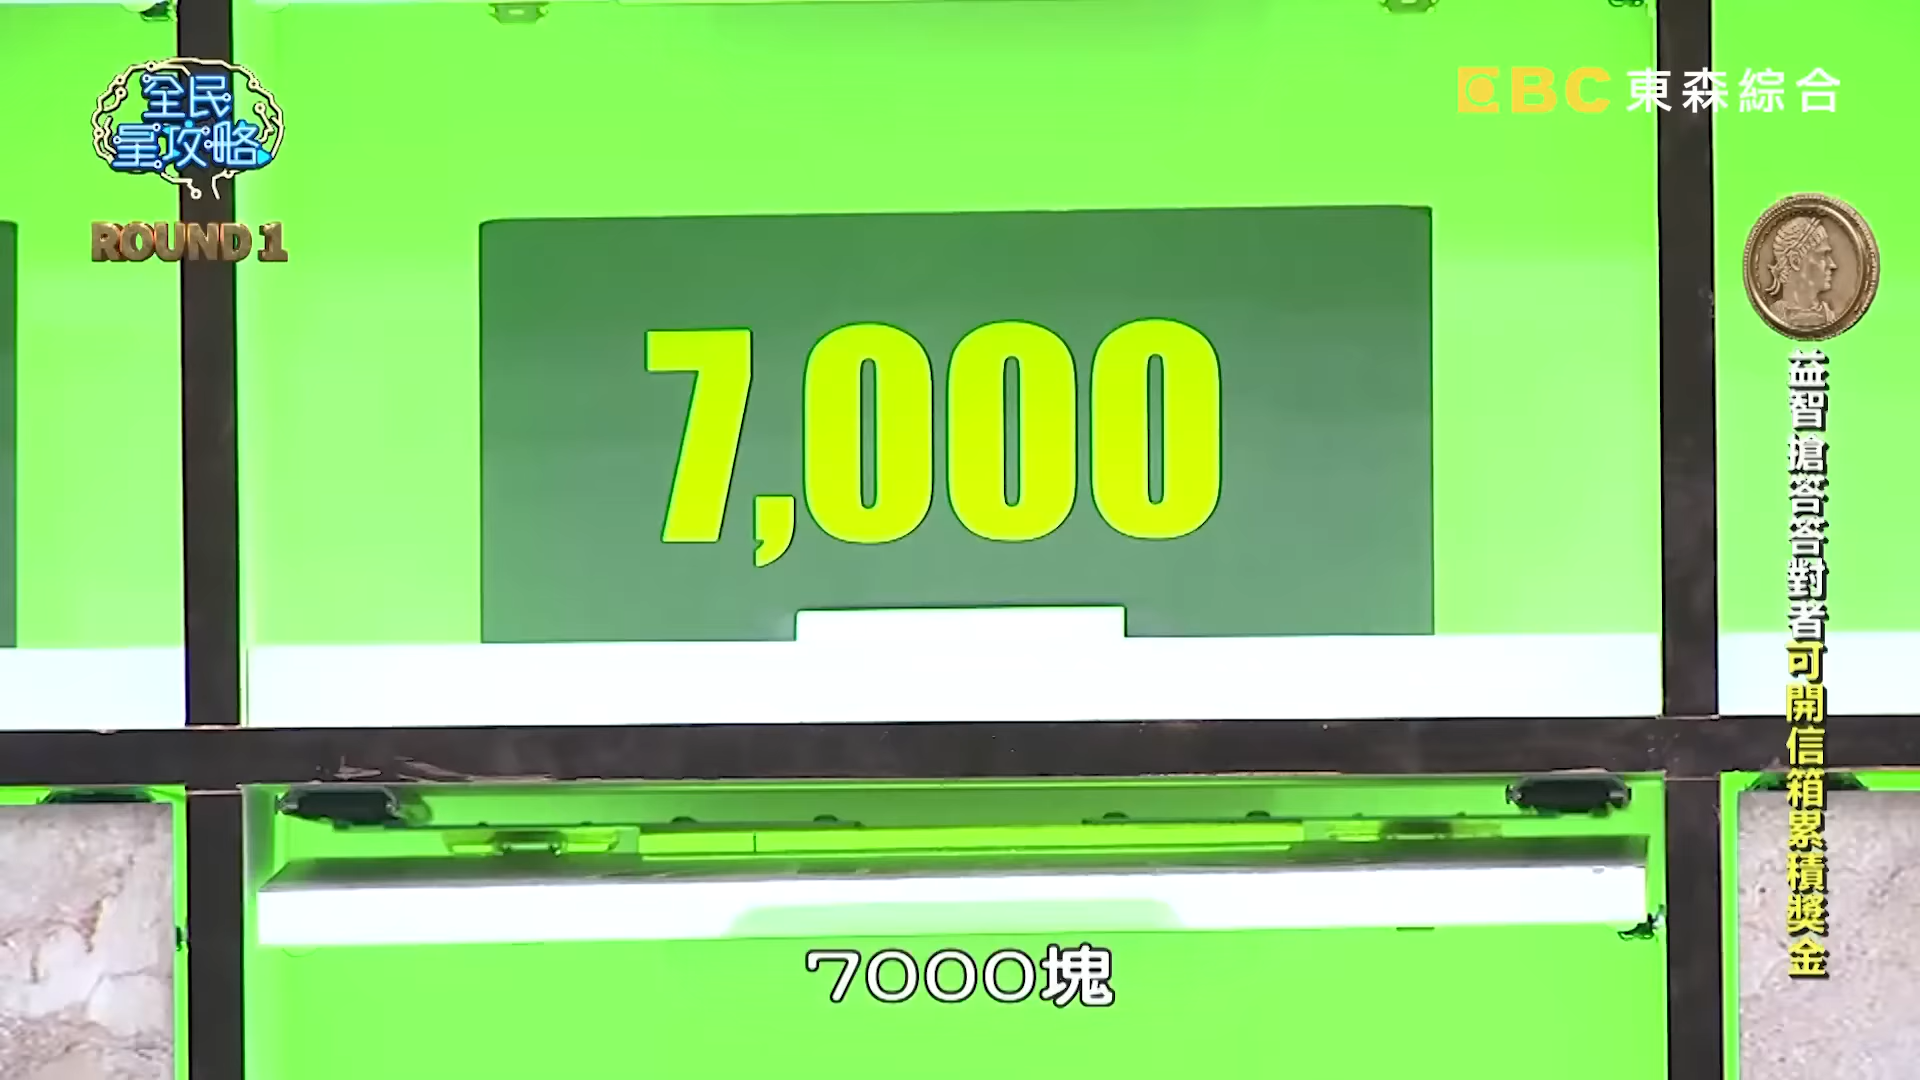 全民
星攻略
ROUND 1
EBC 東森綜合
7,000
益智搶答答對者可開信箱累積獎金
7000塊